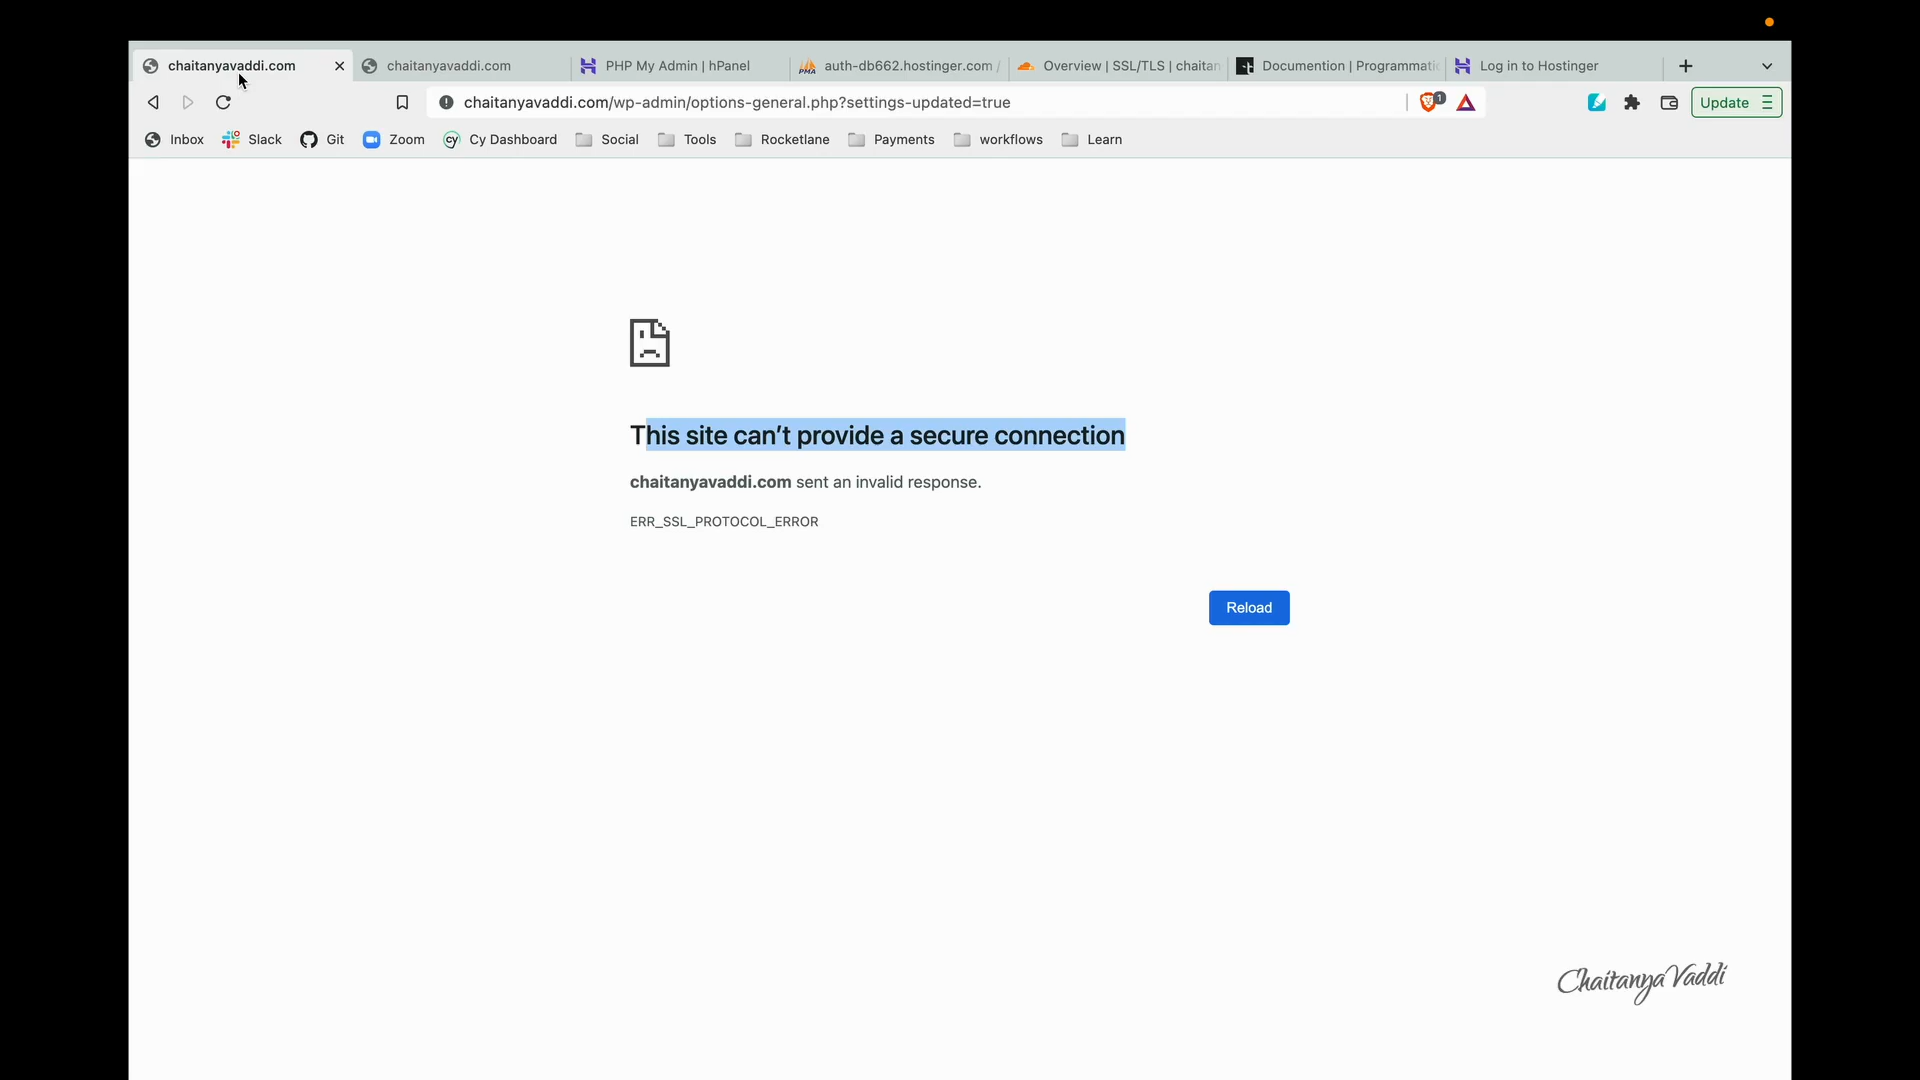 chaitanyavaddi.com
chaitanyavaddi.com
PHP My Admin | hPanel
auth-db662.hostinger.com /
Overview | SSL/TLS | chaitan
Documention | Programmatic
Log in to Hostinger
chaitanyavaddi.com/wp-admin/options-general.php?settings-updated=true
1
Update
Inbox
Slack
Git
Zoom
Cy Dashboard
Social
Tools
Rocketlane
Payments
workflows
Learn
This site can’t provide a secure connection
chaitanyavaddi.com sent an invalid response.
ERR_SSL_PROTOCOL_ERROR
Reload
Chaitanya Vaddi